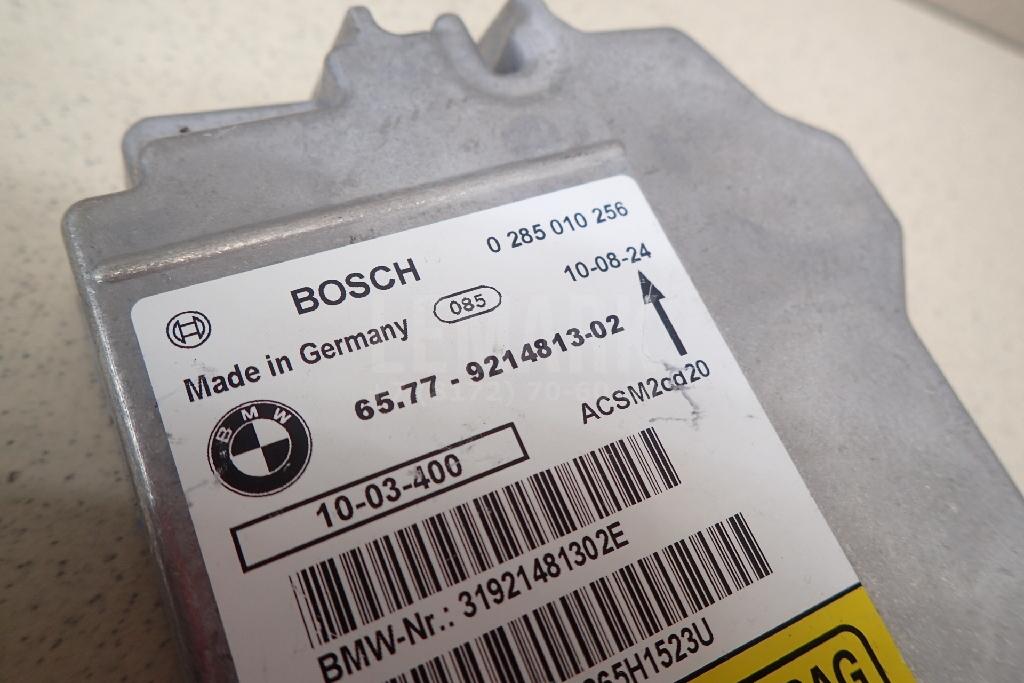 0 285 010 256
BOSCH
10-08-24
085
Made in Germany
65.77 - 9214813-02
BMW
ACSM2cd20
10-03-400
BMW-Nr.: 31921481302E
65H1523U